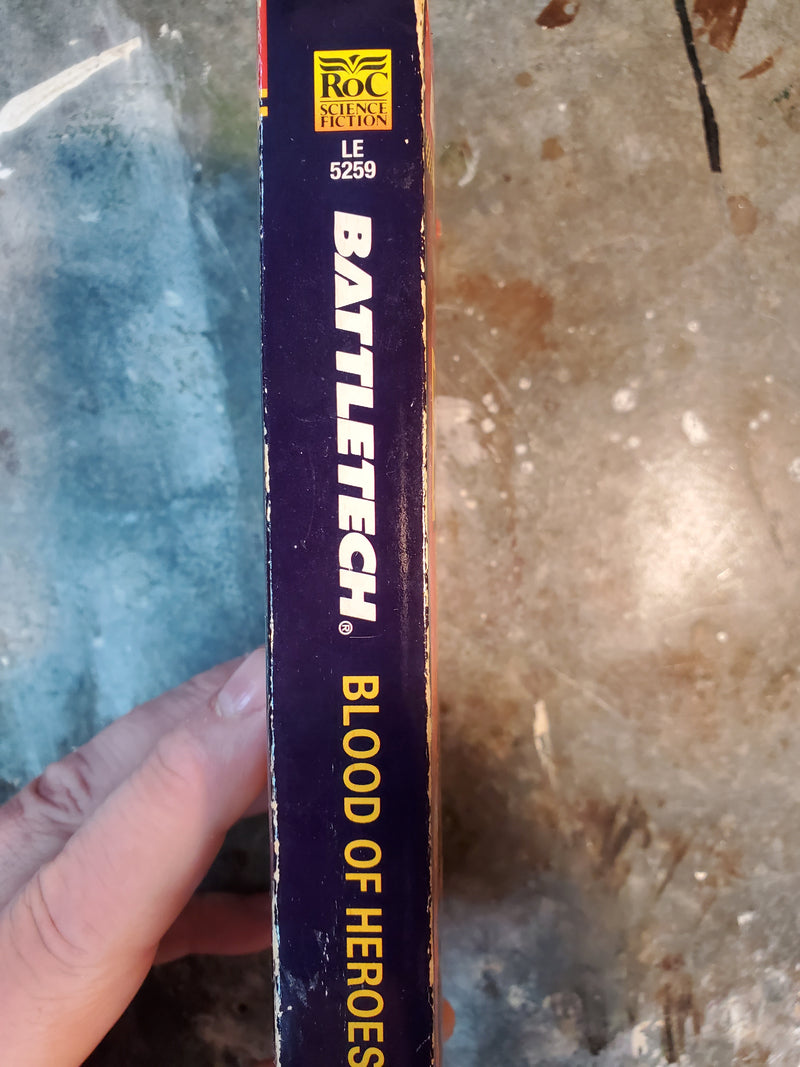 RoC
SCIENCE
FICTION
LE
5259
BATTLETECH®
BLOOD OF HEROES